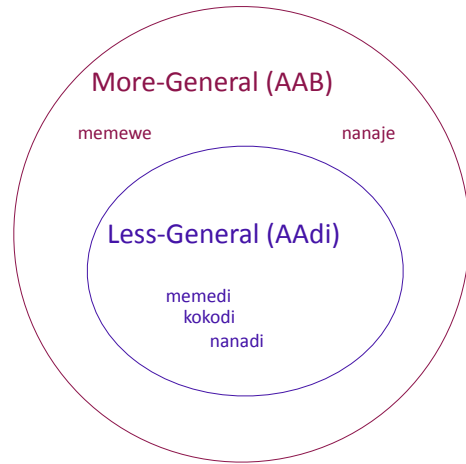 More-General (AAB)
memewe nanaje
Less-General (AAdi)
memedi
kokodi
nanadi